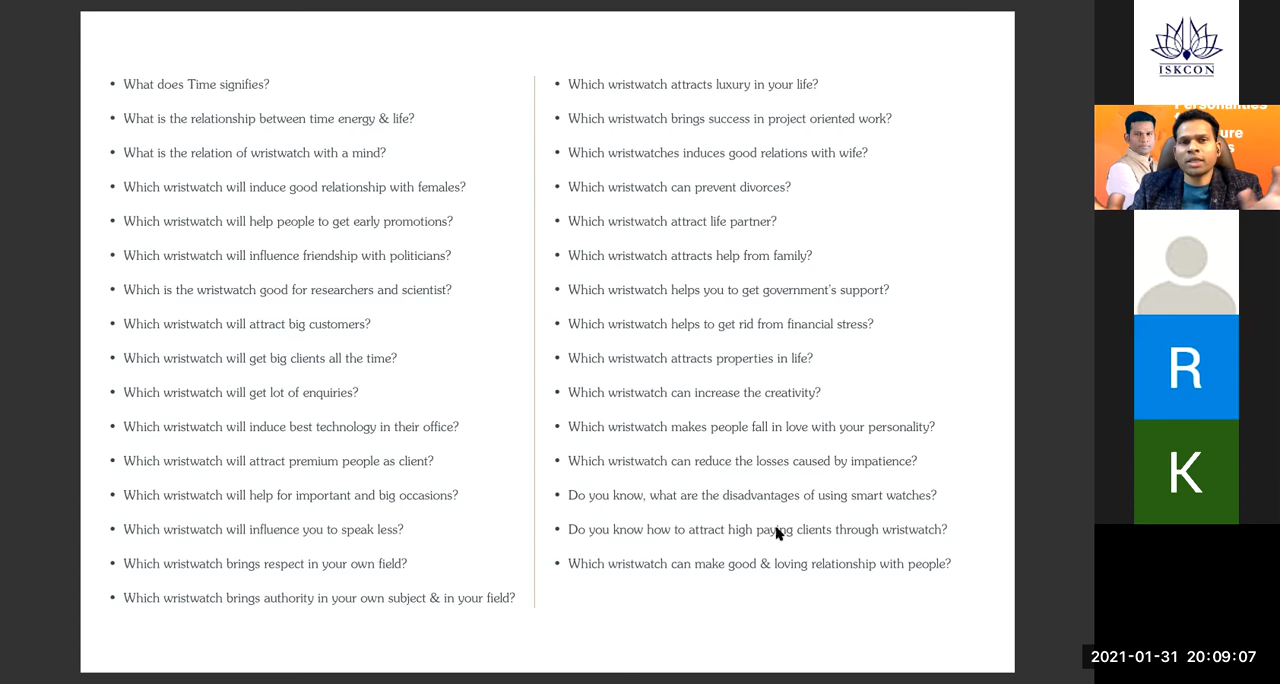 • What does Time signifies?
• What is the relationship between time energy & life?
• What is the relation of wristwatch with a mind?
• Which wristwatch will induce good relationship with females?
• Which wristwatch will help people to get early promotions?
• Which wristwatch will influence friendship with politicians?
• Which is the wristwatch good for researchers and scientist?
• Which wristwatch will attract big customers?
• Which wristwatch will get big clients all the time?
• Which wristwatch will get lot of enquiries?
• Which wristwatch will induce best technology in their office?
• Which wristwatch will attract premium people as client?
• Which wristwatch will help for important and big occasions?
• Which wristwatch will influence you to speak less?
• Which wristwatch brings respect in your own field?
• Which wristwatch brings authority in your own subject & in your field?
• Which wristwatch attracts luxury in your life?
• Which wristwatch brings success in project oriented work?
• Which wristwatches induces good relations with wife?
• Which wristwatch can prevent divorces?
• Which wristwatch attract life partner?
• Which wristwatch attracts help from family?
• Which wristwatch helps you to get government's support?
• Which wristwatch helps to get rid from financial stress?
• Which wristwatch attracts properties in life?
• Which wristwatch can increase the creativity?
• Which wristwatch makes people fall in love with your personality?
• Which wristwatch can reduce the losses caused by impatience?
• Do you know, what are the disadvantages of using smart watches?
• Do you know how to attract high paying clients through wristwatch?
• Which wristwatch can make good & loving relationship with people?
ISKCON
R
K
2021-01-31 20:09:07